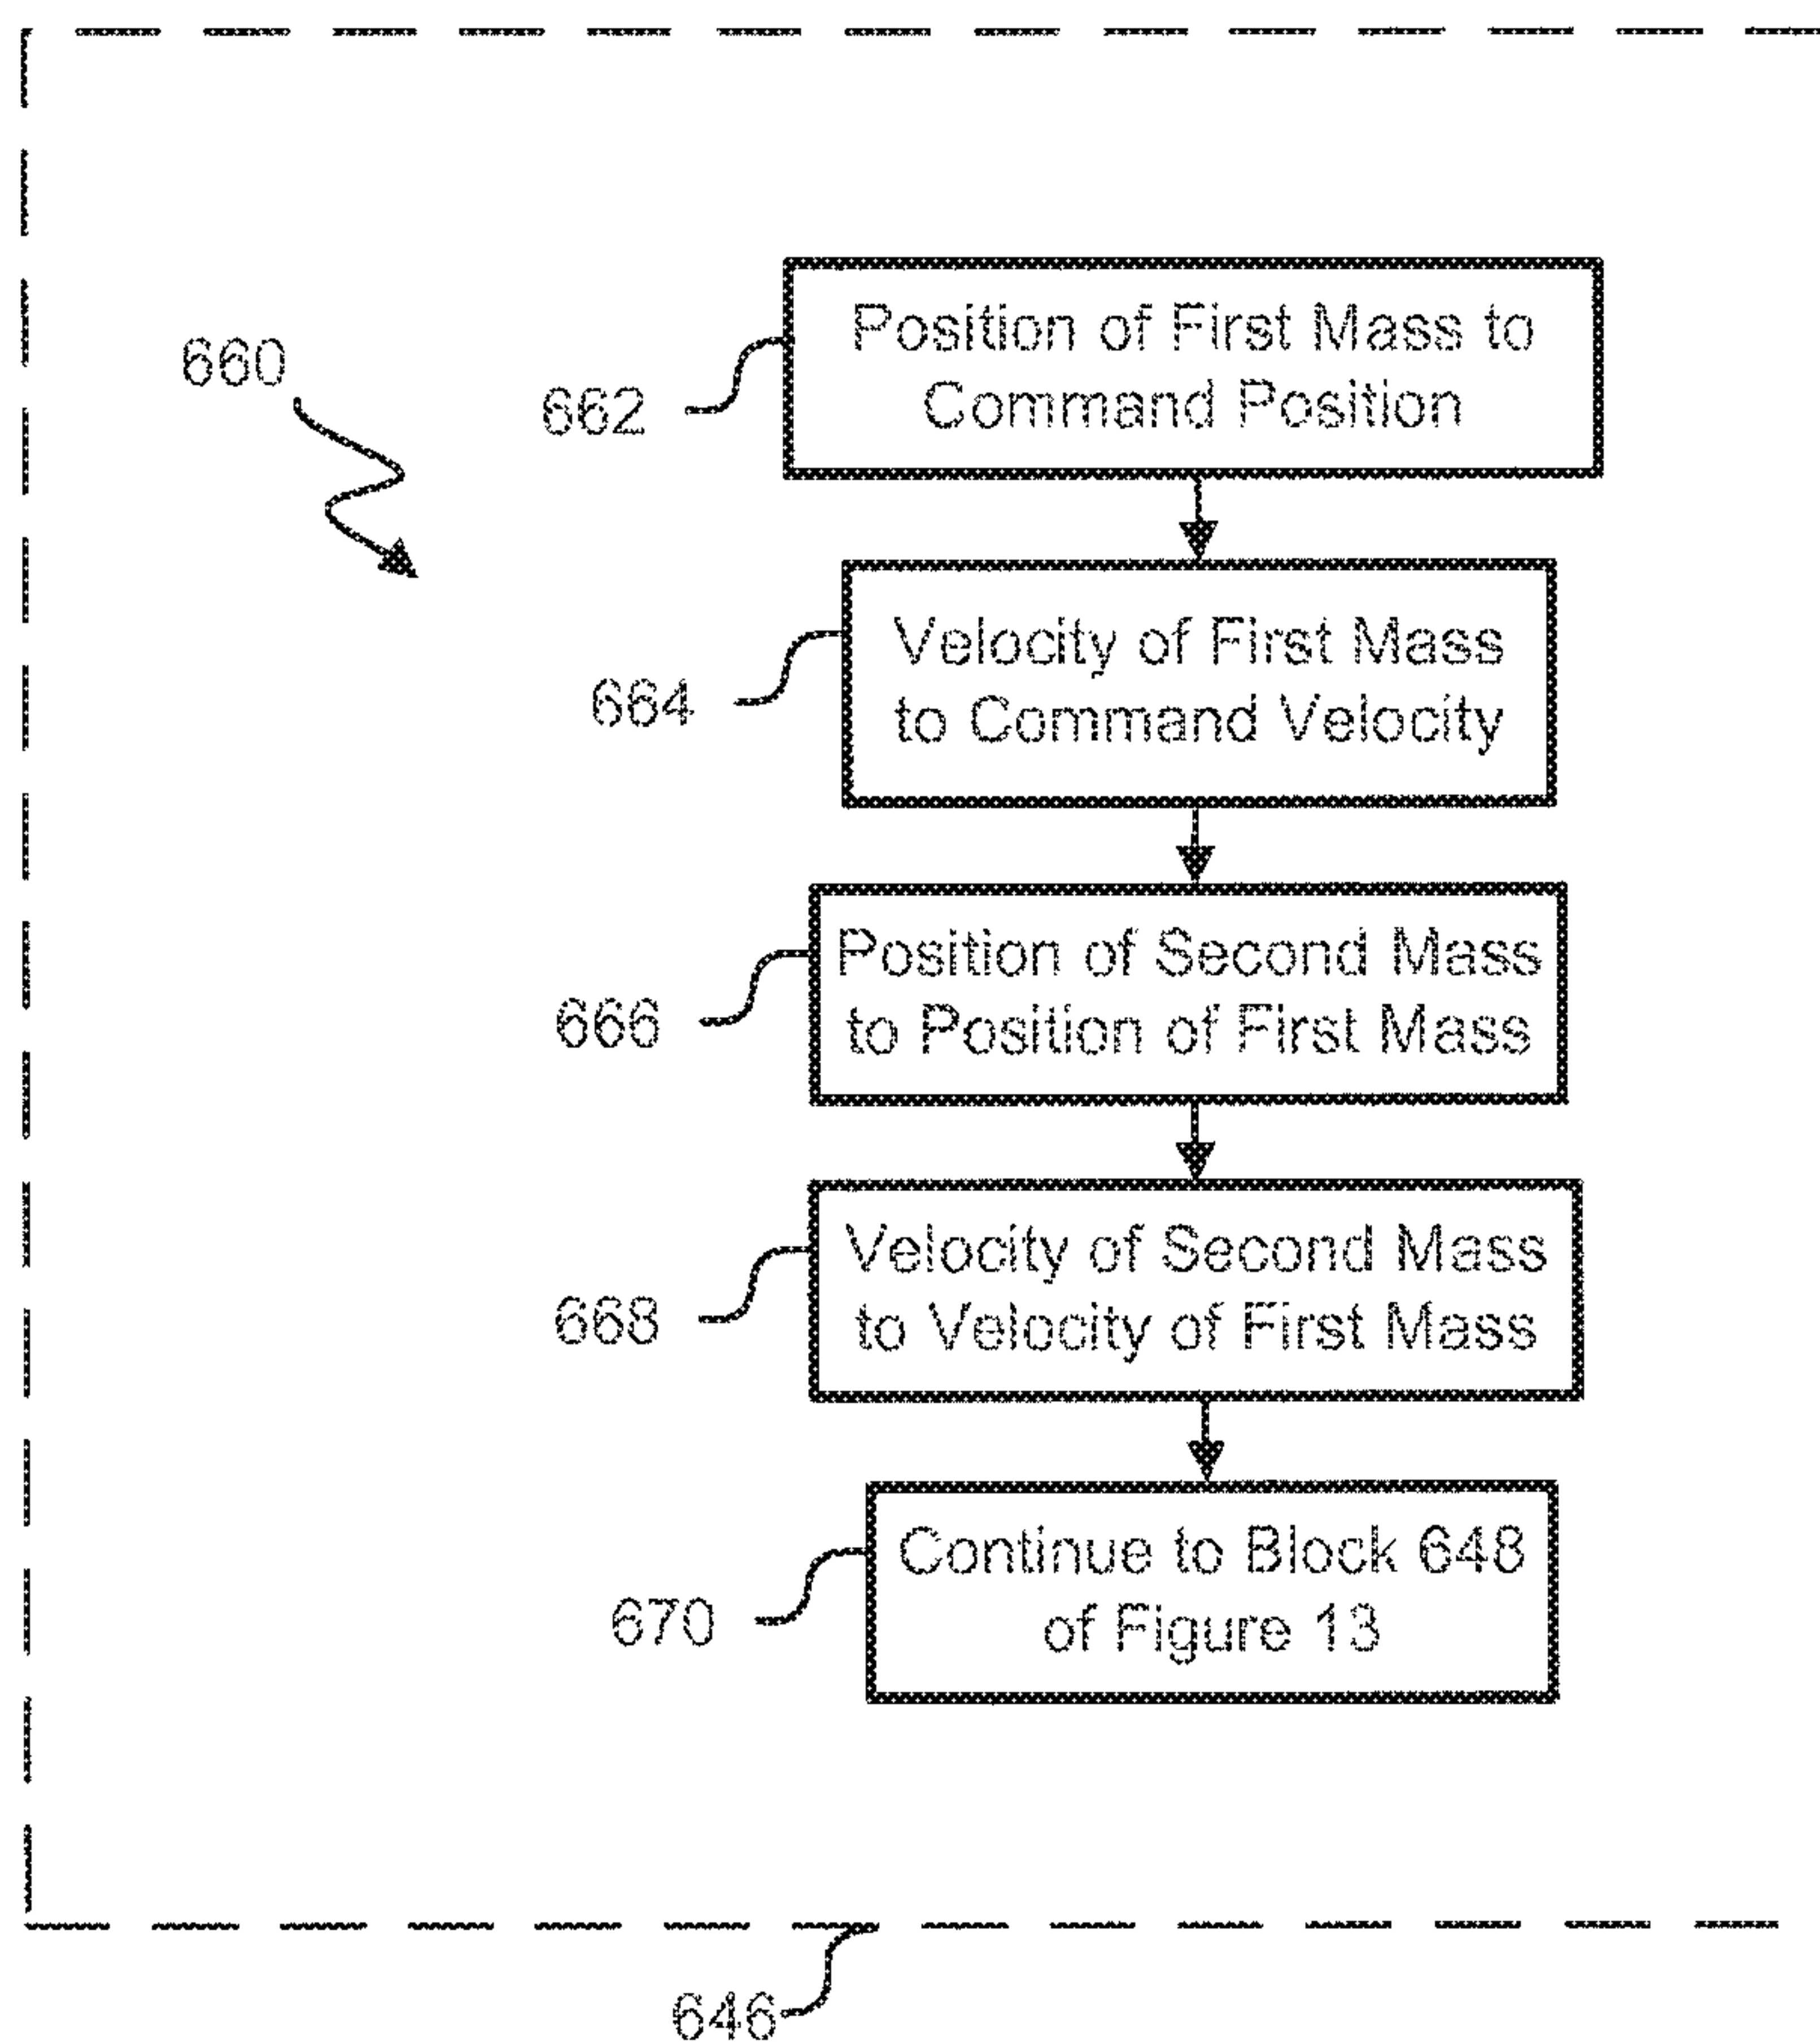 660
662
Position of First Mass to
Command Position
664
Velocity of First Mass
to Command Velocity
666
Position of Second Mass
to Position of First Mass
668
Velocity of Second Mass
to Velocity of First Mass
670
Continue to Block 648
of Figure 13
646